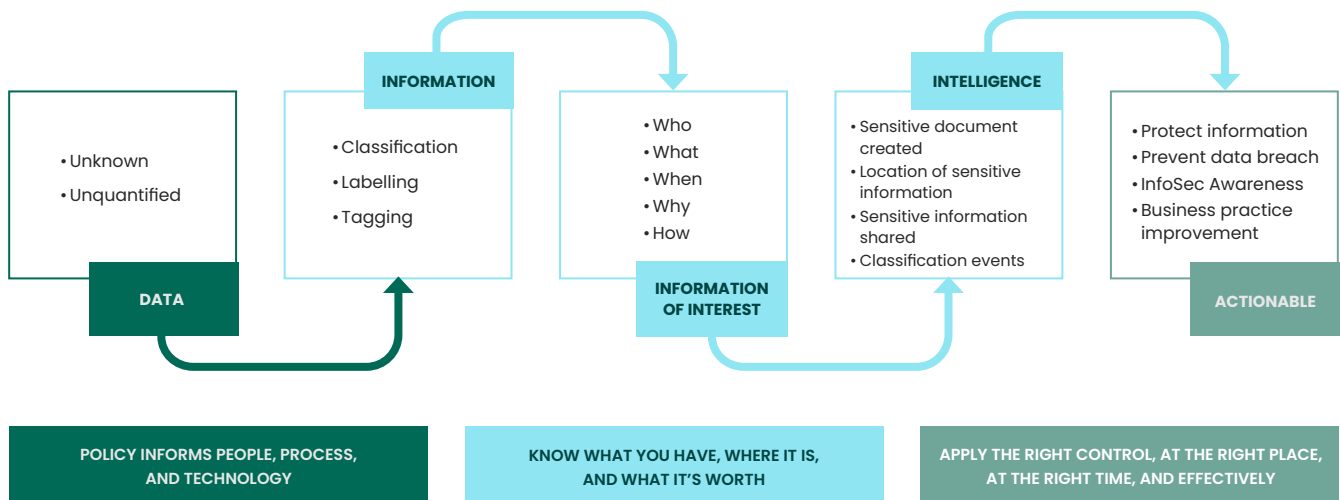 • Unknown
• Unquantified
DATA
INFORMATION
• Classification
• Labelling
• Tagging
• Who
• What
• When
• Why
• How
INFORMATION
OF INTEREST
INTELLIGENCE
• Sensitive document
created
• Location of sensitive
information
• Sensitive information
shared
• Classification events
• Protect information
• Prevent data breach
• InfoSec Awareness
• Business practice
improvement
ACTIONABLE
POLICY INFORMS PEOPLE, PROCESS,
AND TECHNOLOGY
KNOW WHAT YOU HAVE, WHERE IT IS,
AND WHAT IT’S WORTH
APPLY THE RIGHT CONTROL, AT THE RIGHT PLACE,
AT THE RIGHT TIME, AND EFFECTIVELY